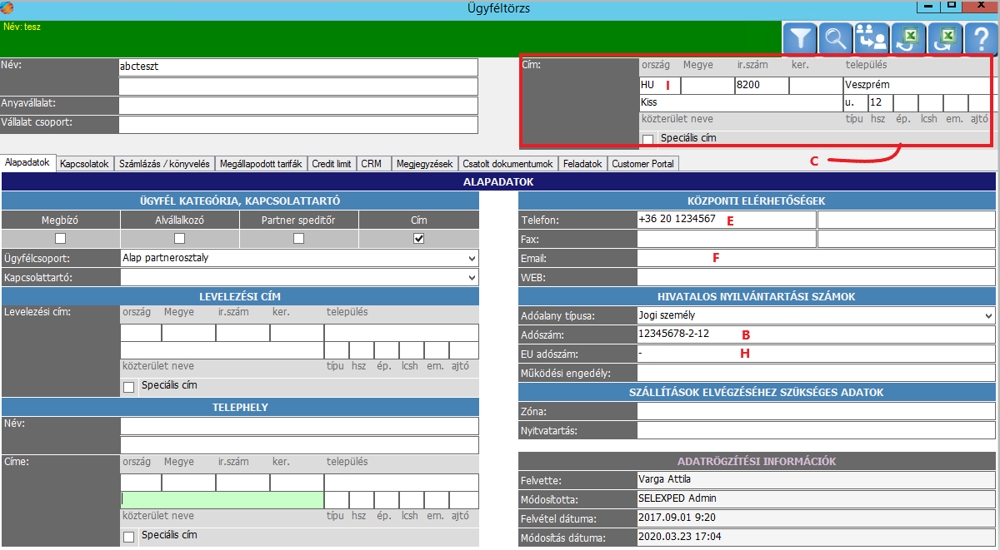 Ügyféltörzs
Név: tesz
Név:
abcteszt
Anyavállalat:
Vállalat csoport:
Cím:
ország Megye ir.szám ker. település
HU I 8200 Veszprém
Kiss u. 12
közterület neve típu hsz ép. lcsh em. ajtó
Speciális cím
C
Alapadatok Kapcsolatok Számlázás / könyvelés Megállapodott tarifák Credit limit CRM Megjegyzések Csatolt dokumentumok Feladatok Customer Portal
ALAPADATOK
ÜGYFÉL KATEGÓRIA, KAPCSOLATTARTÓ
Megbízó Alvállalkozó Partner speditőr Cím
Ügyfélcsoport: Alap partnerosztaly
Kapcsolattartó:
LEVELEZÉSI CÍM
Levelezési cím: ország Megye ir.szám ker. település
közterület neve típu hsz ép. lcsh em. ajtó
Speciális cím
TELEPHELY
Név:
Címe: ország Megye ir.szám ker. település
közterület neve típu hsz ép. lcsh em. ajtó
Speciális cím
KÖZPONTI ELÉRHETŐSÉGEK
Telefon: +36 20 1234567 E
Fax:
Email: F
WEB:
HIVATALOS NYILVÁNTARTÁSI SZÁMOK
Adóalany típusa: Jogi személy
Adószám: 12345678-2-12 B
EU adószám: - H
Működési engedély:
SZÁLLÍTÁSOK ELVÉGZÉSÉHEZ SZÜKSÉGES ADATOK
Zóna:
Nyitvatartás:
ADATRÖGZÍTÉSI INFORMÁCIÓK
Felvette: Varga Attila
Módosította: SELEXPED Admin
Felvétel dátuma: 2017.09.01 9:20
Módosítás dátuma: 2020.03.23 17:04